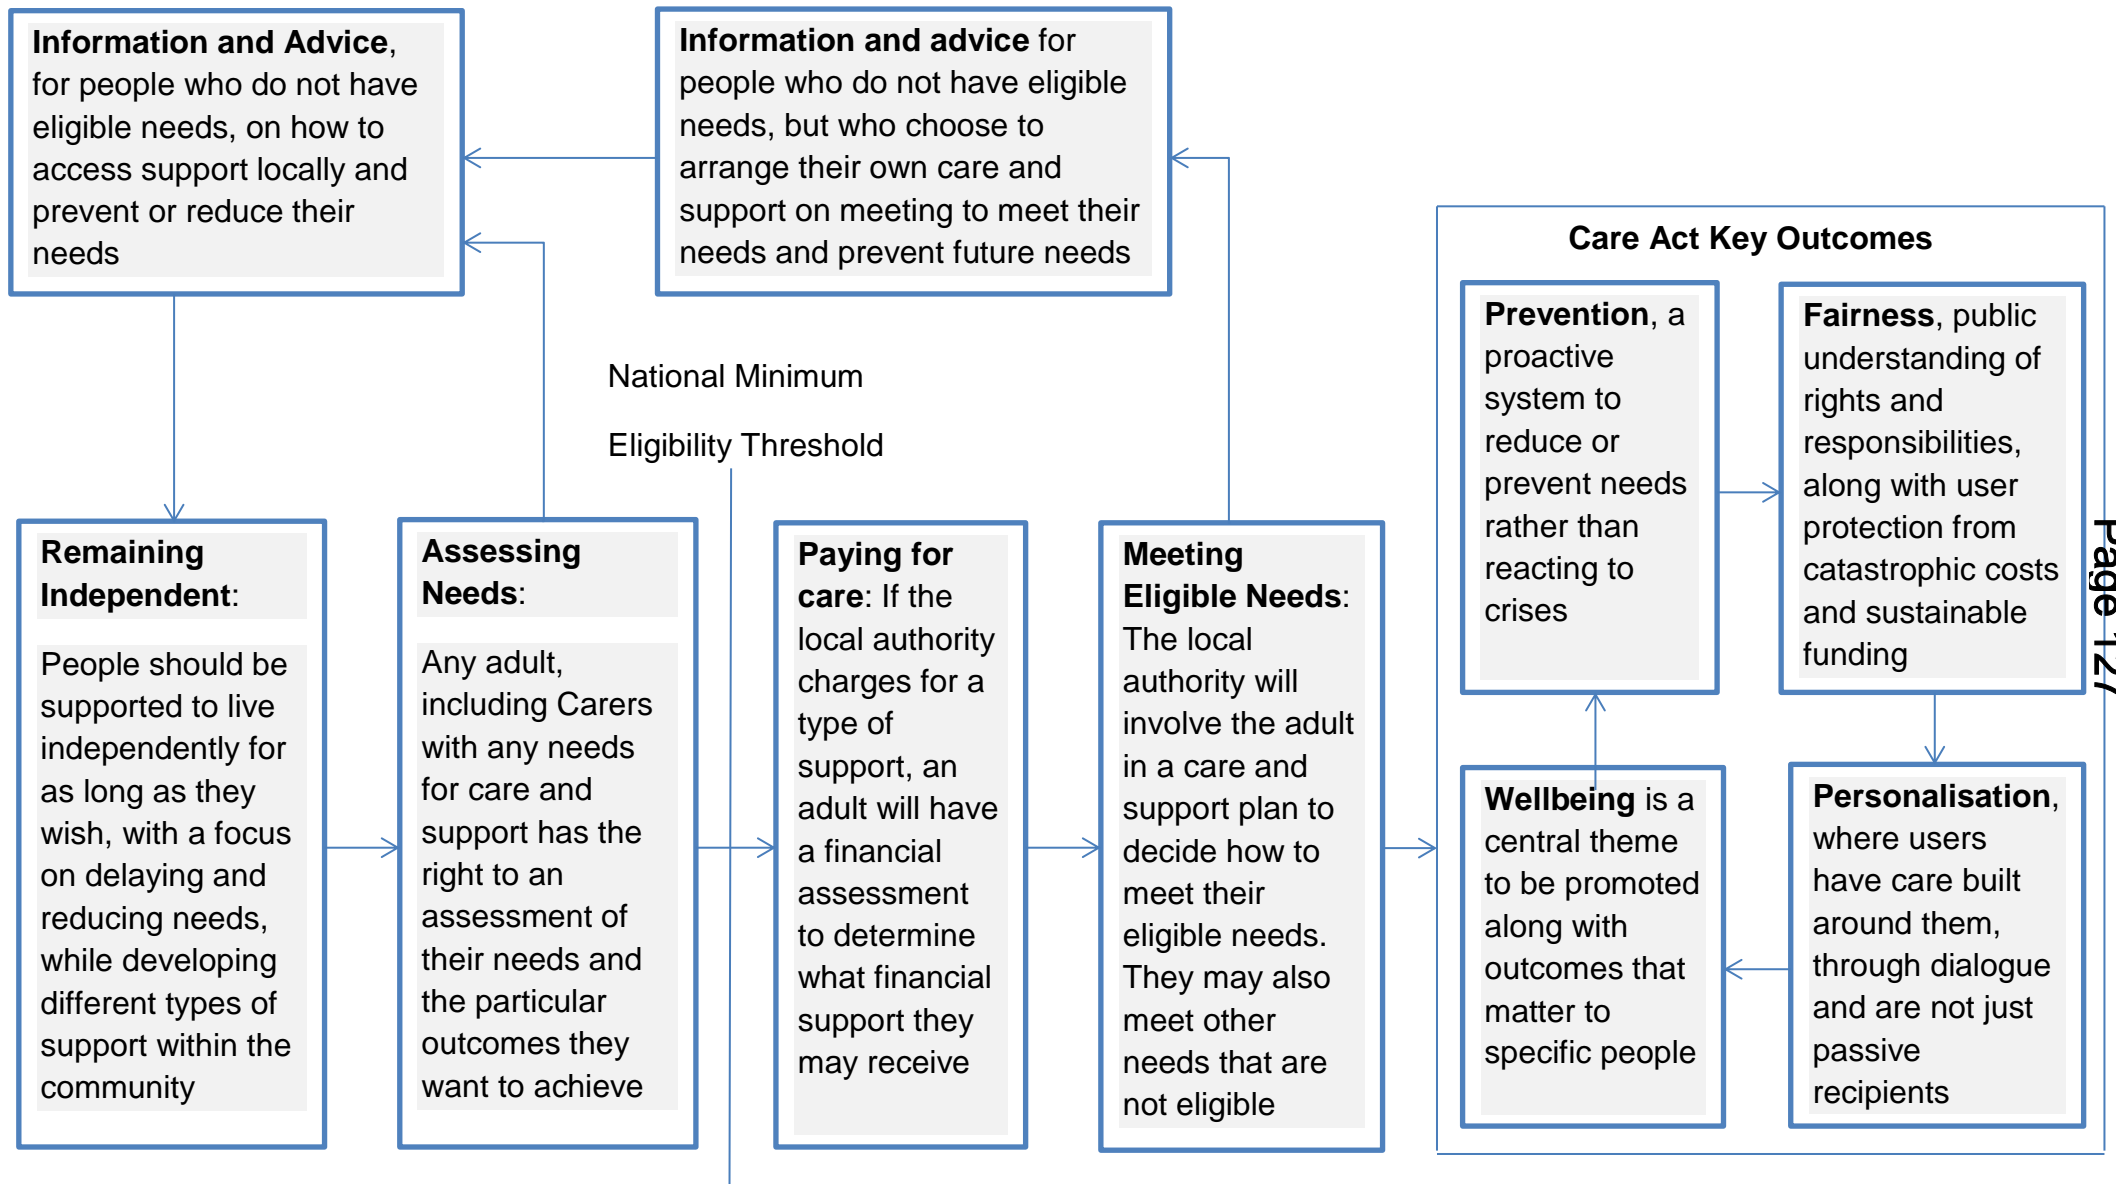 Information and Advice,
for people who do not have
eligible needs, on how to
access support locally and
prevent or reduce their
needs
Information and advice for
people who do not have eligible
needs, but who choose to
arrange their own care and
support on meeting to meet their
needs and prevent future needs
National Minimum
Eligibility Threshold
Remaining
Independent:
People should be
supported to live
independently for
as long as they
wish, with a focus
on delaying and
reducing needs,
while developing
different types of
support within the
community
Assessing
Needs:
Any adult,
including Carers
with any needs
for care and
support has the
right to an
assessment of
their needs and
the particular
outcomes they
want to achieve
Paying for
care: If the
local authority
charges for a
type of
support, an
adult will have
a financial
assessment
to determine
what financial
support they
may receive
Meeting
Eligible Needs:
The local
authority will
involve the adult
in a care and
support plan to
decide how to
meet their
eligible needs.
They may also
meet other
needs that are
not eligible
Care Act Key Outcomes
Prevention, a
proactive
system to
reduce or
prevent needs
rather than
reacting to
crises
Fairness, public
understanding of
rights and
responsibilities,
along with user
protection from
catastrophic costs
and sustainable
funding
Wellbeing is a
central theme
to be promoted
along with
outcomes that
matter to
specific people
Personalisation,
where users
have care built
around them,
through dialogue
and are not just
passive
recipients
Page 127